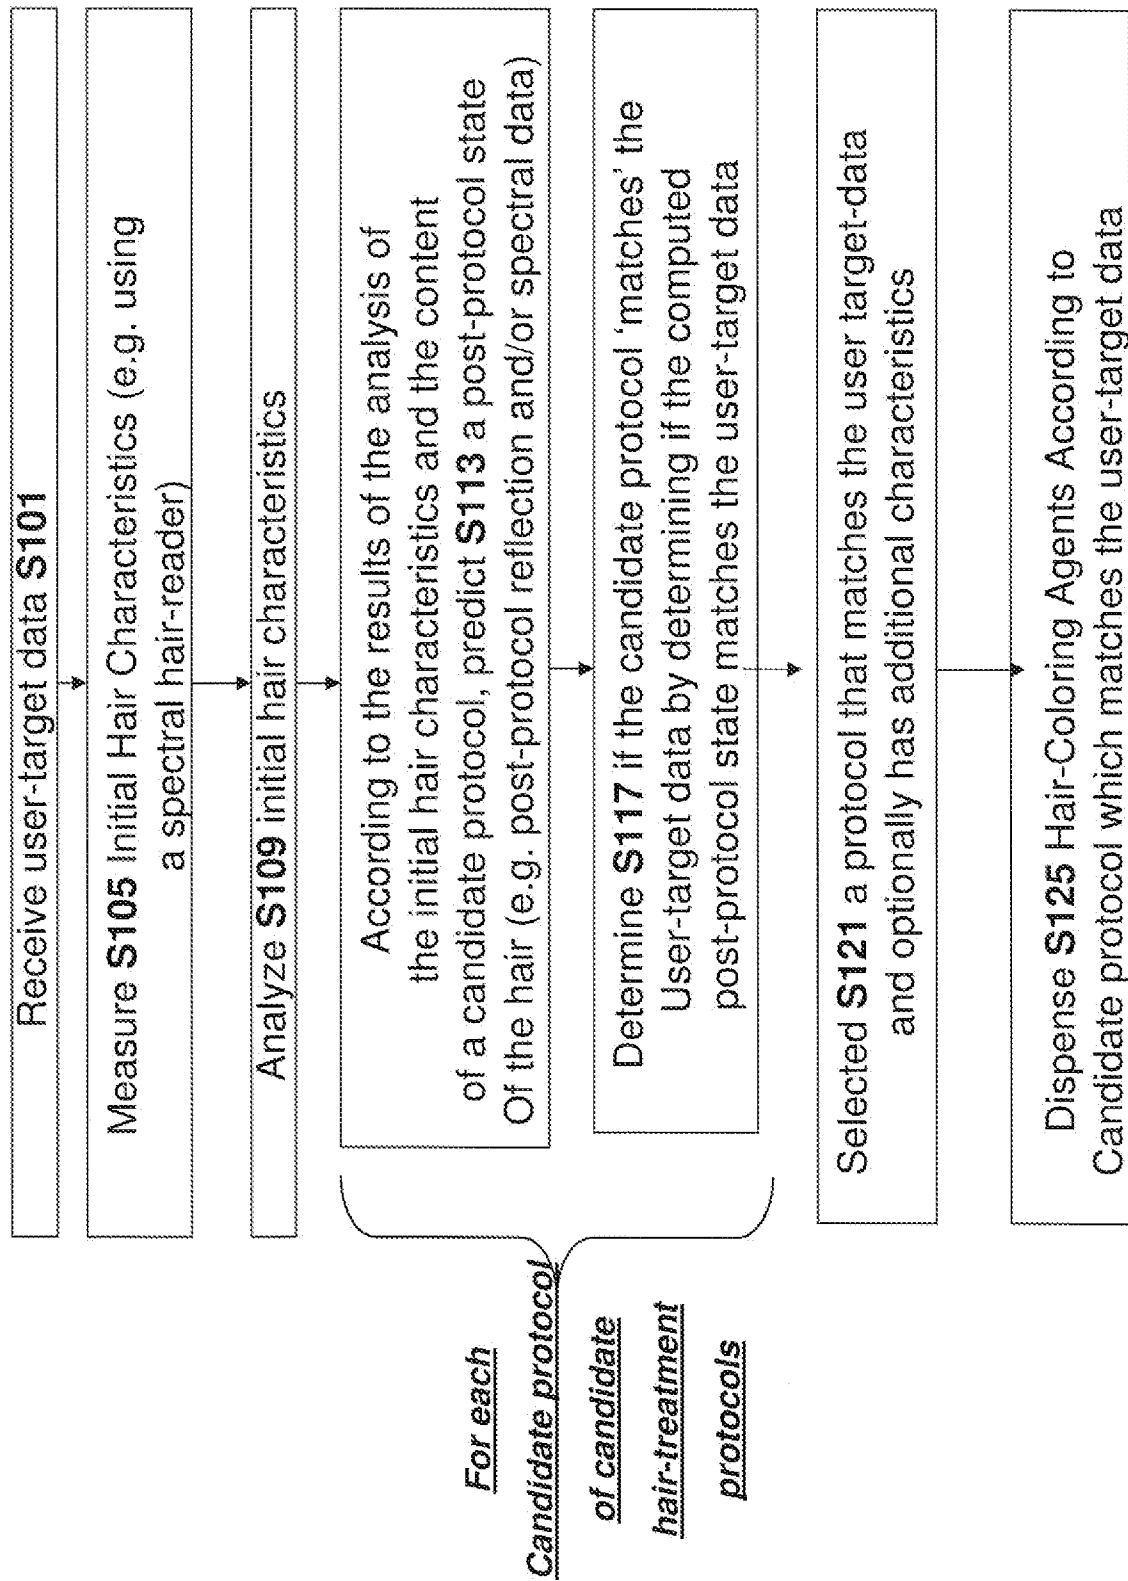 Receive user-target data S101
Measure S105 Initial Hair Characteristics (e.g. using
a spectral hair-reader)
Analyze S109 initial hair characteristics
According to the results of the analysis of
the initial hair characteristics and the content
of a candidate protocol, predict S113 a post-protocol state
Of the hair (e.g. post-protocol reflection and/or spectral data)
Determine S117 if the candidate protocol 'matches' the
User-target data by determining if the computed
post-protocol state matches the user-target data
For each
Candidate protocol
of candidate
hair-treatment
protocols
Selected S121 a protocol that matches the user target-data
and optionally has additional characteristics
Dispense S125 Hair-Coloring Agents According to
Candidate protocol which matches the user-target data